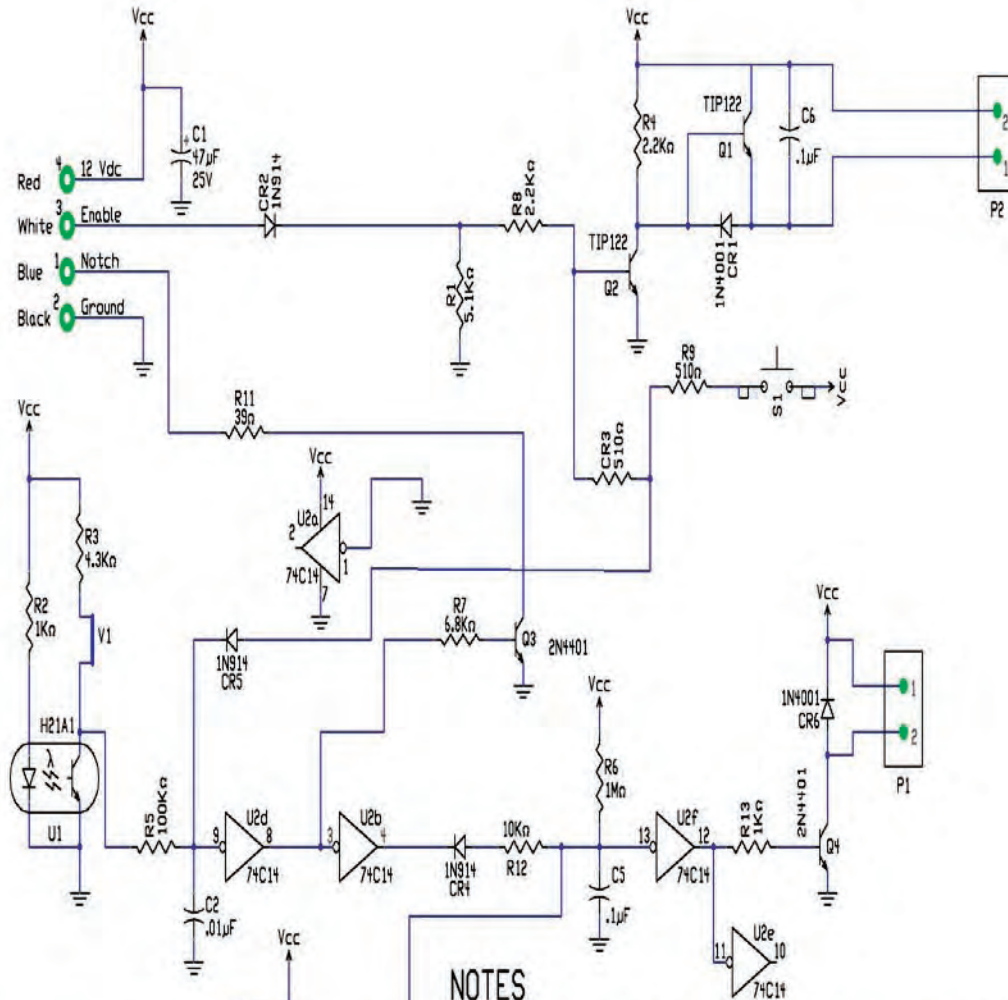 Vcc
C1
47µF
25V
4
12 Vdc
Red
3
Enable
White
1
Notch
Blue
2
Ground
Black
CR2
1N914
R1
5.1KΩ
R8
2.2KΩ
Vcc
R4
2.2KΩ
TIP122
Q1
C6
.1µF
TIP122
Q2
1N4001
CR1
2
1
P2
R9
510Ω
S1
Vcc
CR3
510Ω
R11
39Ω
Vcc
14
U2a
2
1
74C14
7
Vcc
R3
4.3KΩ
R2
1KΩ
V1
H21A1
U1
1N914
CR5
R7
6.8KΩ
Q3
2N4401
R5
100KΩ
9
U2d
8
74C14
C2
.01µF
3
U2b
4
74C14
1N914
CR4
10KΩ
R12
Vcc
R6
1MΩ
C5
.1µF
13
U2f
12
74C14
R13
1KΩ
2N4401
Q4
Vcc
1N4001
CR6
1
2
P1
11
U2e
10
74C14
Vcc
NOTES